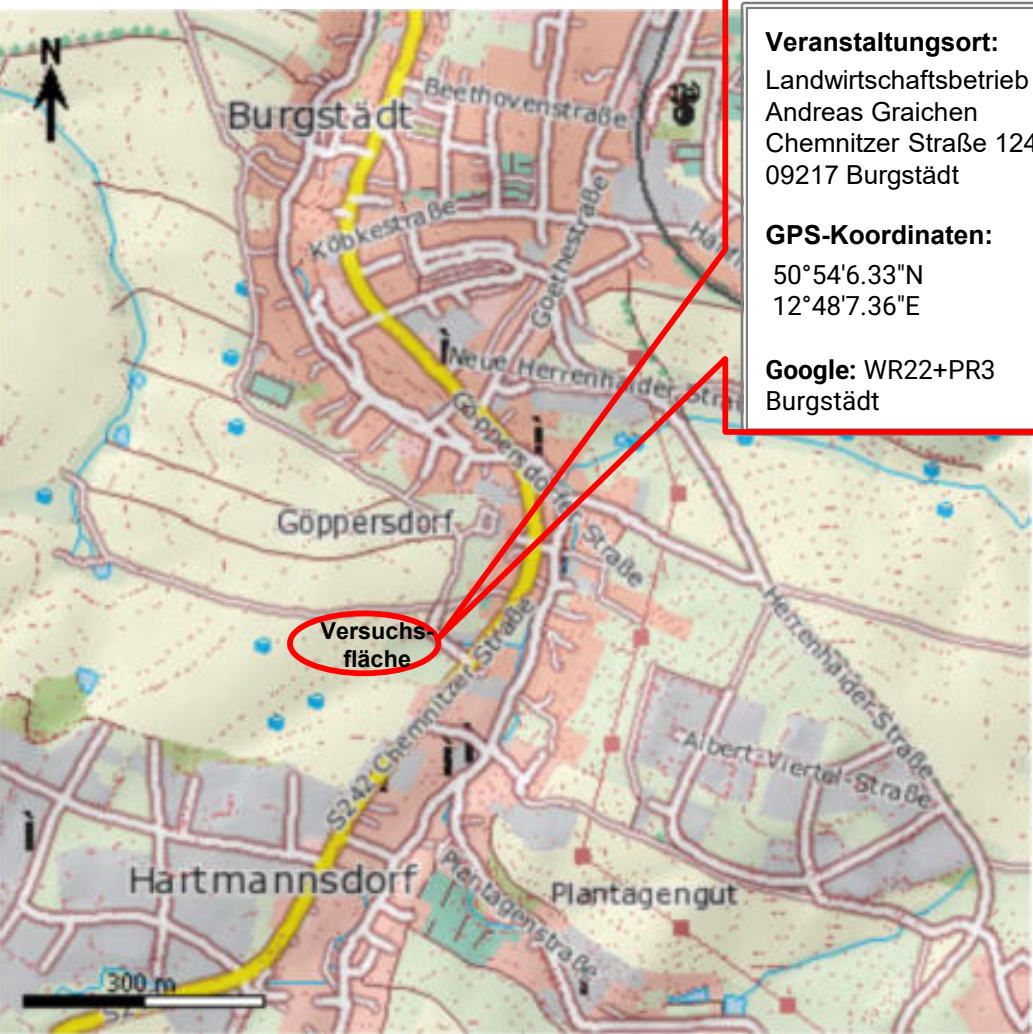 N
Burgstädt
Beethovenstraße
Köbkestraße
Goethestraße
Neue Herrenhaider Stra
Göppersdorfer Straße
Göppersdorf
Versuchs-
fläche
S242 Chemnitzer Straße
Herrenhaider Straße
Albert-Viertel-Straße
Hartmannsdorf
Plantagengut
Plantagenstraße
300 m
Veranstaltungsort:
Landwirtschaftsbetrieb
Andreas Graichen
Chemnitzer Straße 124
09217 Burgstädt
GPS-Koordinaten:
50°54'6.33"N
12°48'7.36"E
Google: WR22+PR3
Burgstädt